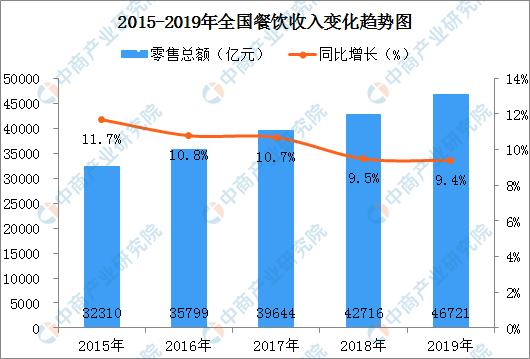 2015-2019年全国餐饮收入变化趋势图
零售总额（亿元） 同比增长（%）
50000 14%
45000 12%
40000 10%
35000 8%
30000 6%
25000 4%
20000 2%
15000 0%
10000
5000
0
11.7% 10.8% 10.7% 9.5% 9.4%
32310 35799 39644 42716 46721
2015年 2016年 2017年 2018年 2019年
中商产业研究院